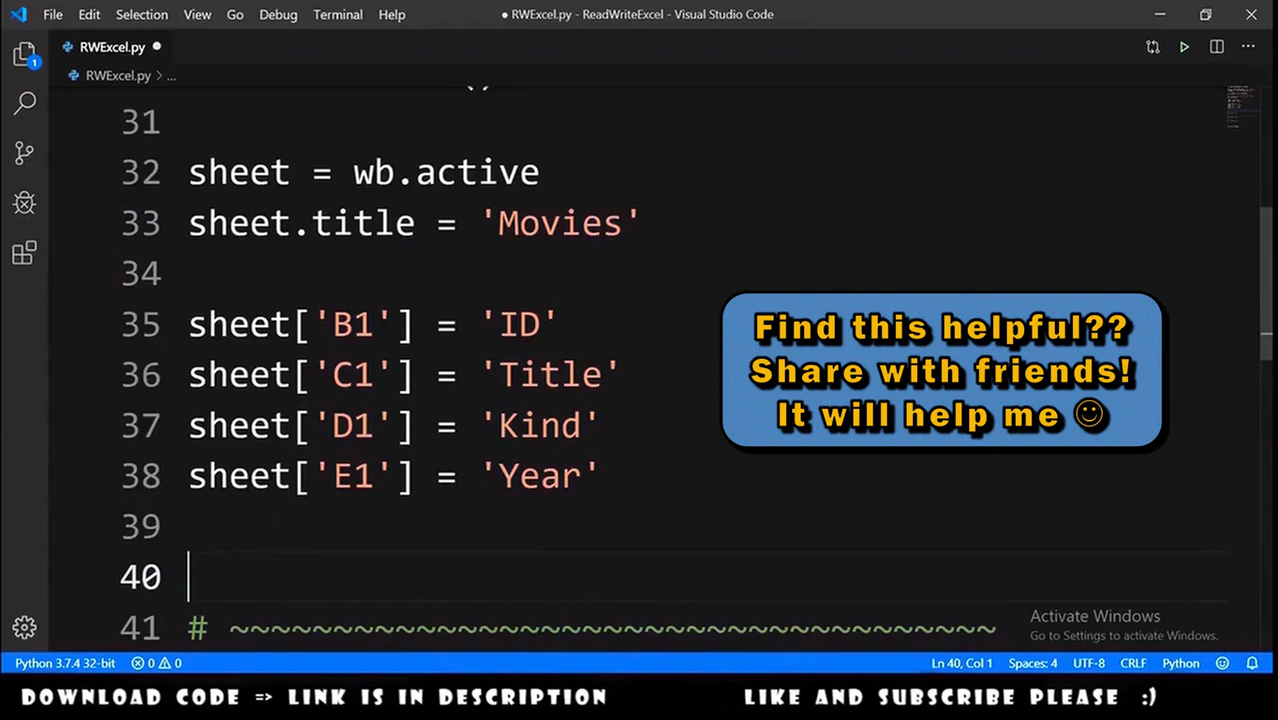 File Edit Selection View Go Debug Terminal Help ● RWExcel.py - ReadWriteExcel - Visual Studio Code
RWExcel.py ●
RWExcel.py > ...
1
31
32 sheet = wb.active
33 sheet.title = 'Movies'
34
35 sheet['B1'] = 'ID'
36 sheet['C1'] = 'Title'
37 sheet['D1'] = 'Kind'
38 sheet['E1'] = 'Year'
39
40
41 # ~~~~~~~~~~~~~~~~~~~~~~~~~~~~~~~~~~~~~
Find this helpful??
Share with friends!
It will help me ☺
Activate Windows
Go to Settings to activate Windows.
Python 3.7.4 32-bit 0 0 Ln 40, Col 1 Spaces: 4 UTF-8 CRLF Python
DOWNLOAD CODE => LINK IS IN DESCRIPTION LIKE AND SUBSCRIBE PLEASE :)